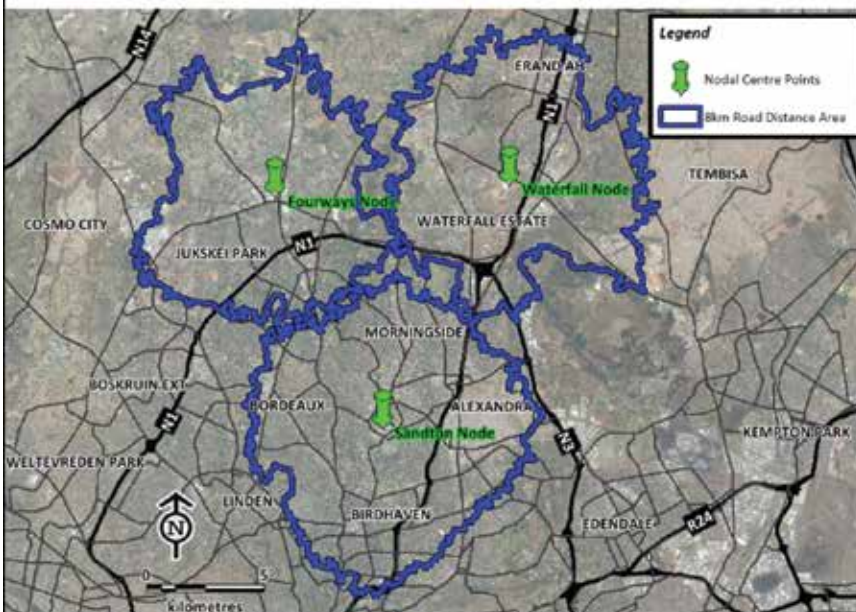 Legend
Nodal Centre Points
8km Road Distance Area
N14
ERAND AH
N1
TEMBISA
Waterfall Node
Fourways Node
COSMO CITY
WATERFALL ESTATE
JUKSKEI PARK
N1
MORNINGSIDE
BOSKRUIN EXT
BORDEAUX
ALEXANDRA
N1
Sandton Node
KEMPTON PARK
N3
WELTEVREDEN PARK
LINDEN
BIRDHAVEN
EDENDALE
R24
N
0 5
kilometres